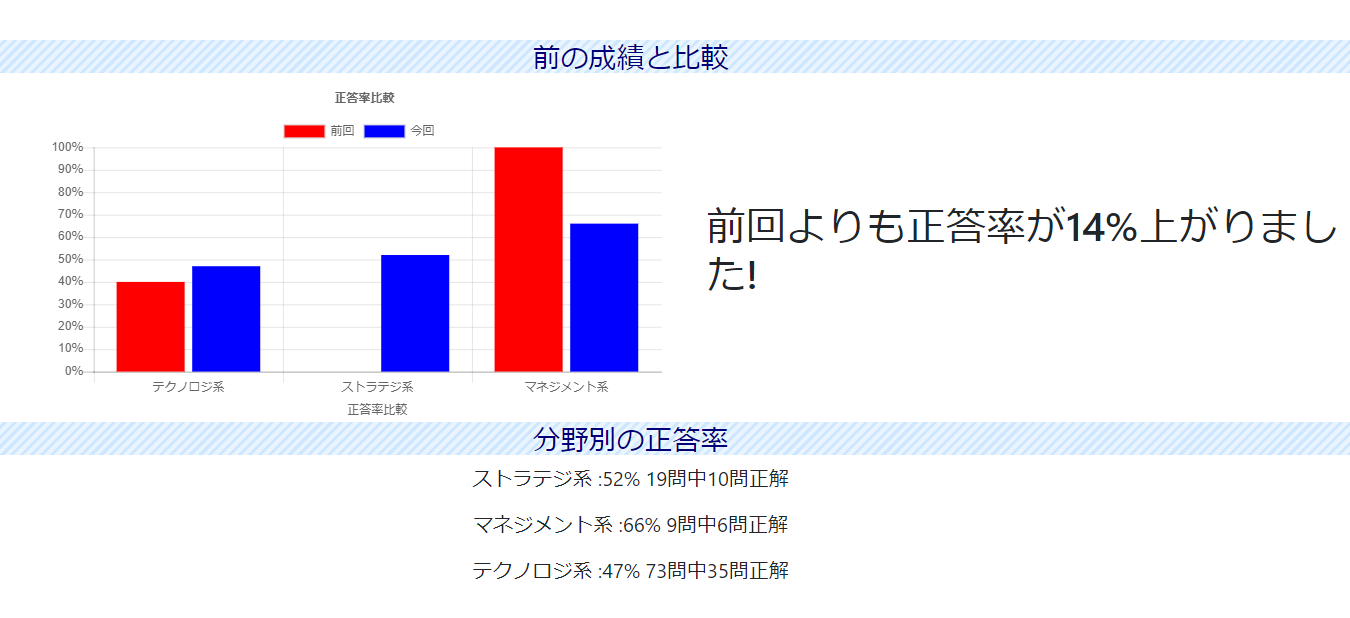 前の成績と比較
正答率比較
前回 今回
100%
90%
80%
70%
60%
50%
40%
30%
20%
10%
0%
テクノロジ系 ストラテジ系 マネジメント系
正答率比較
前回よりも正答率が14%上がりまし
た!
分野別の正答率
ストラテジ系 :52% 19問中10問正解
マネジメント系 :66% 9問中6問正解
テクノロジ系 :47% 73問中35問正解